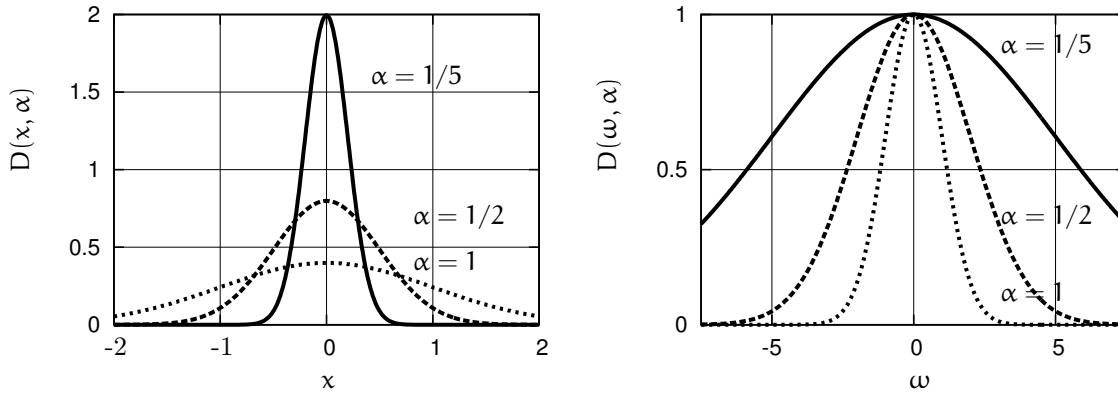 D(x, α)
2
1.5
1
0.5
0
-2
-1
0
1
2
x
α = 1/5
α = 1/2
α = 1
D(ω, α)
1
0.5
0
-5
0
5
ω
α = 1/5
α = 1/2
α = 1